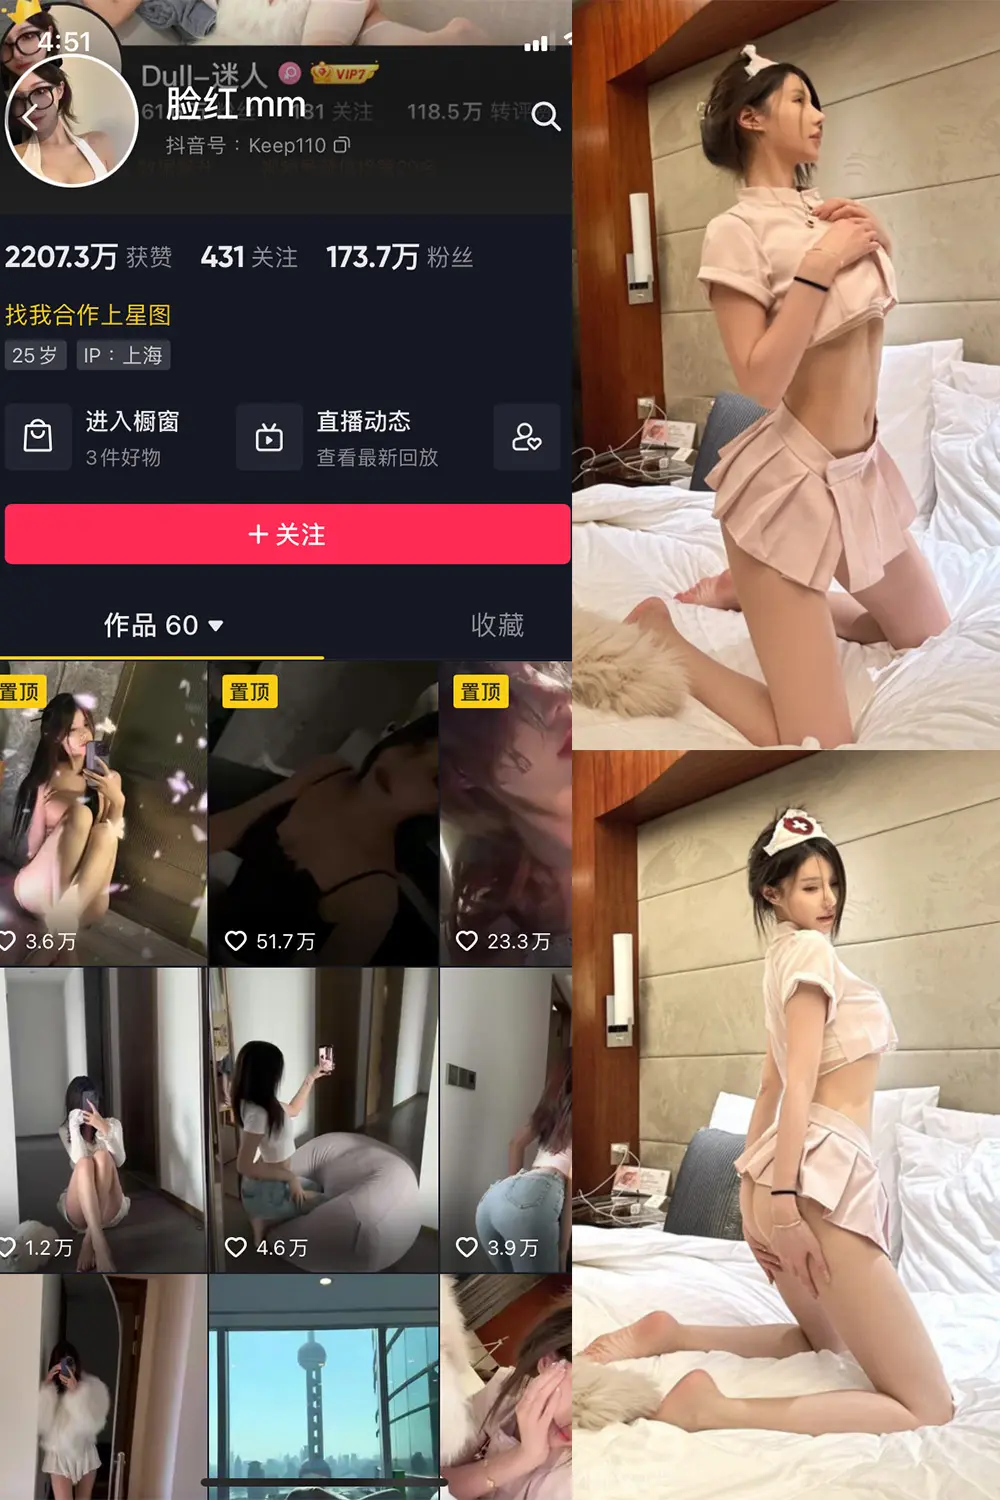 4:51
Dull-迷人 VIP7
脸红mm
关注 118.5万 转评
抖音号：Keep110
2207.3万 获赞 431 关注 173.7万 粉丝
找我合作上星图
25岁 IP：上海
进入橱窗
3件好物
直播动态
查看最新回放
+ 关注
作品 60 收藏
置顶 置顶 置顶
3.6万 51.7万 23.3万
1.2万 4.6万 3.9万